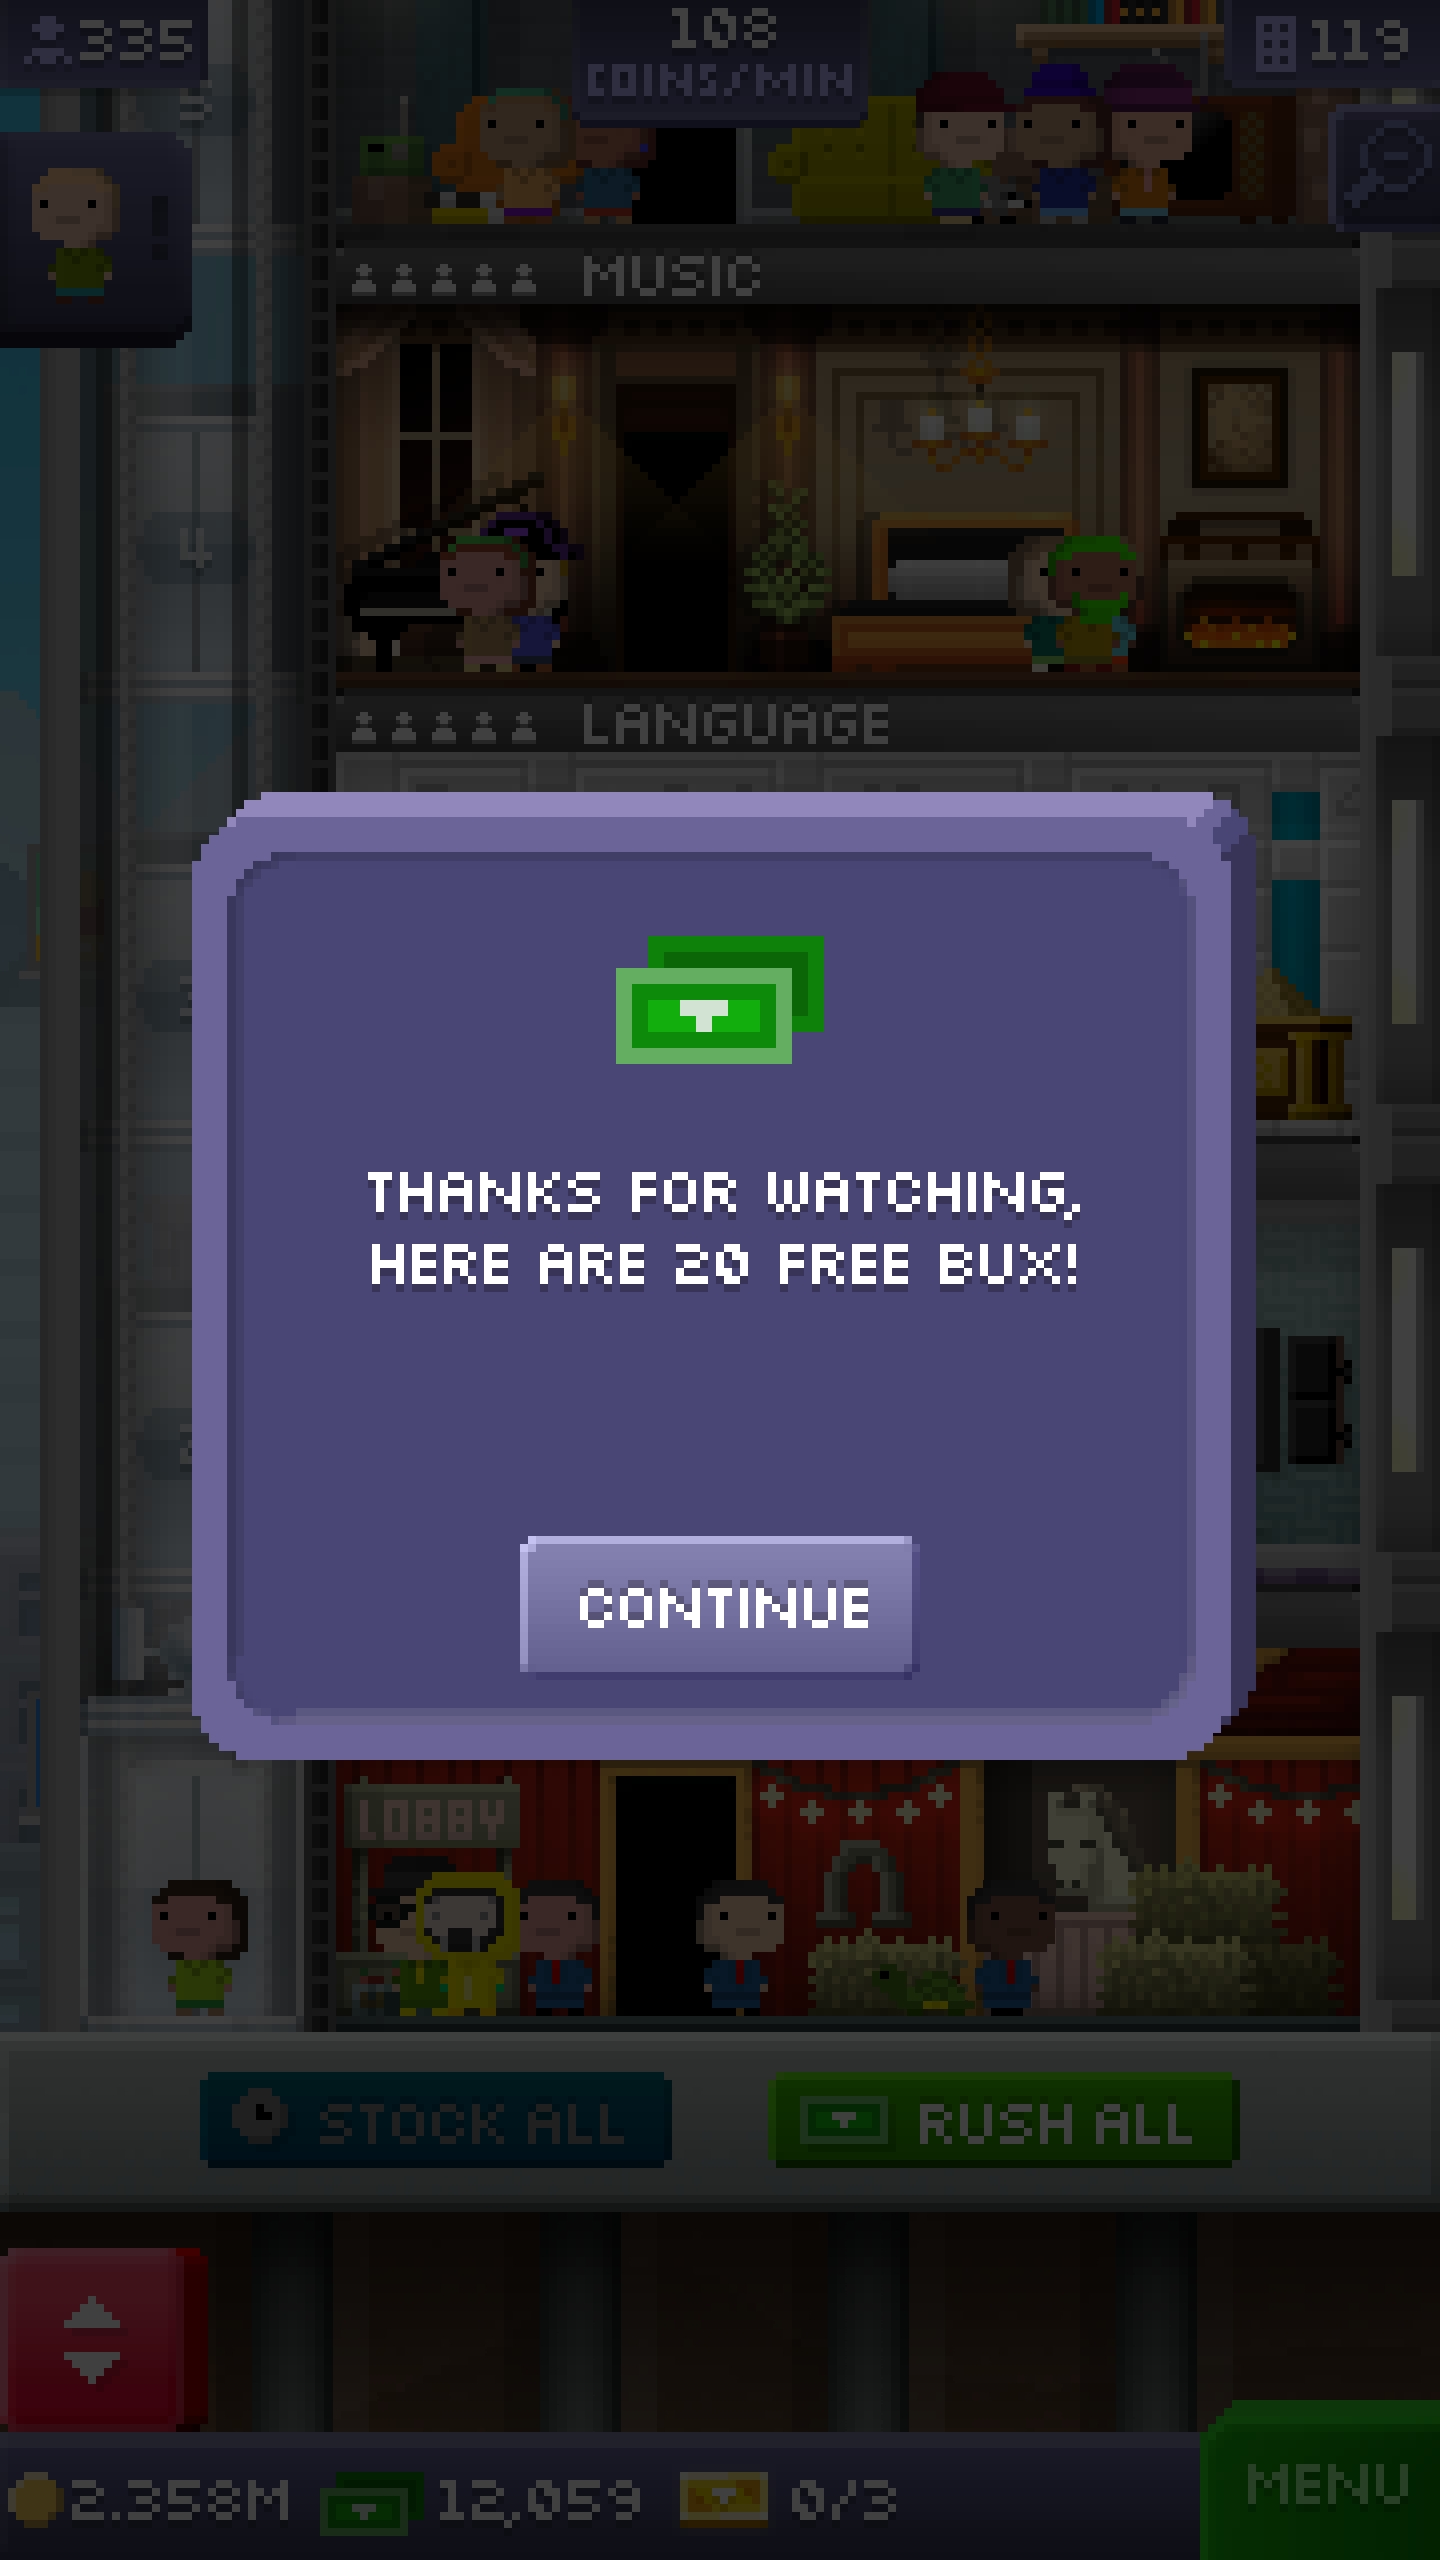 335
108
COINS/MIN
119
5
MUSIC
4
LANGUAGE
THANKS FOR WATCHING,
HERE ARE 20 FREE BUX!
CONTINUE
LOBBY
STOCK ALL
RUSH ALL
2.358M
12,059
0/3
MENU